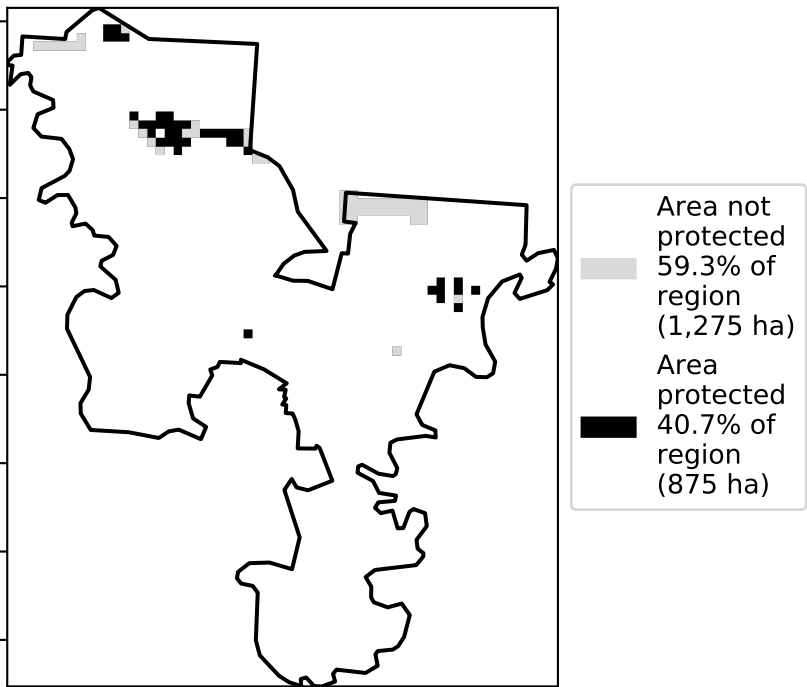 Area not
protected
59.3% of
region
(1,275 ha)
Area
protected
40.7% of
region
(875 ha)